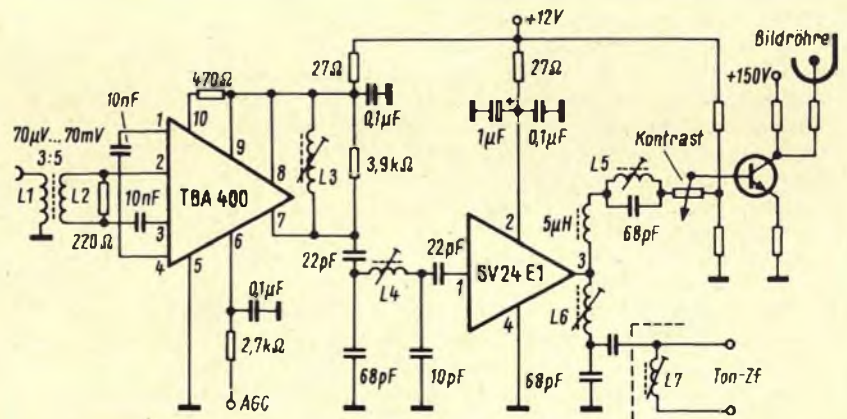 +12V
Bildröhre
27Ω
27Ω
+150V
470Ω
10nF
10
1
0,1µF
1µF
+
0,1µF
Kontrast
70µV...70mV
3:5
9
2
8
L3
3,9kΩ
L5
L1
L2
10nF
TBA 400
7
2
5µH
68pF
220Ω
3
6
22pF
22pF
SV24 E1
3
4
5
L4
1
L6
0,1µF
4
2,7kΩ
68pF
10pF
68pF
L7
Ton-Zf
AGC